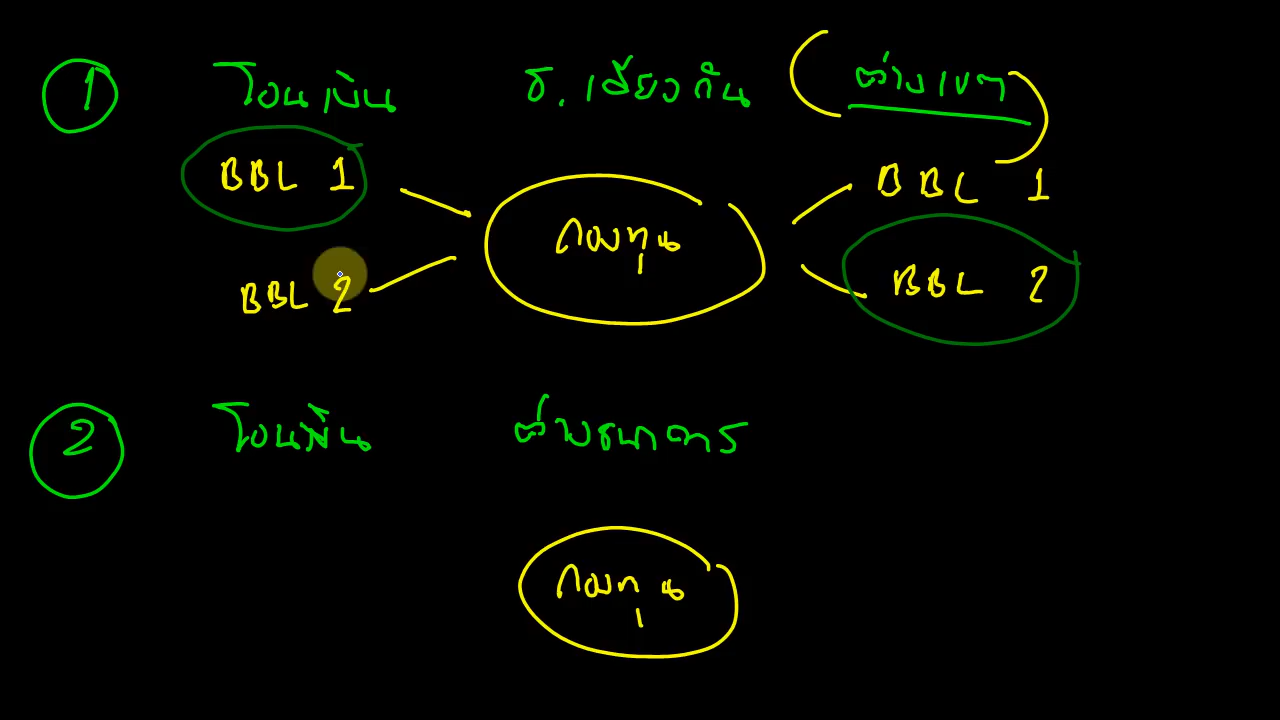 1 โอนเงิน ธ.เดียวกัน (ต่างเขต)
BBL 1 BBL 1
กองทุน
BBL 2 BBL 2
2 โอนเงิน ต่างธนาคาร
กองทุน